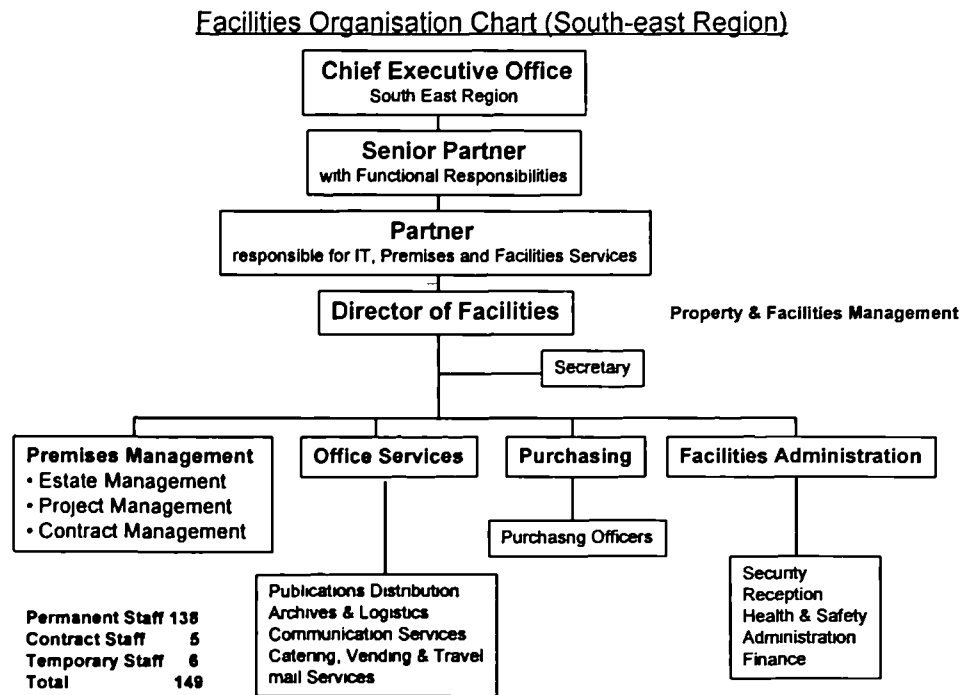 Facilities Organisation Chart (South-east Region)
Chief Executive Office
South East Region
Senior Partner
with Functional Responsibilities
Partner
responsible for IT, Premises and Facilities Services
Director of Facilities
Property & Facilities Management
Secretary
Premises Management
• Estate Management
• Project Management
• Contract Management
Office Services
Purchasing
Facilities Administration
Purchasng Officers
Publications Distribution
Archives & Logistics
Communication Services
Catering, Vending & Travel
mail Services
Security
Reception
Health & Safety
Administration
Finance
Permanent Staff 138
Contract Staff 5
Temporary Staff 6
Total 149